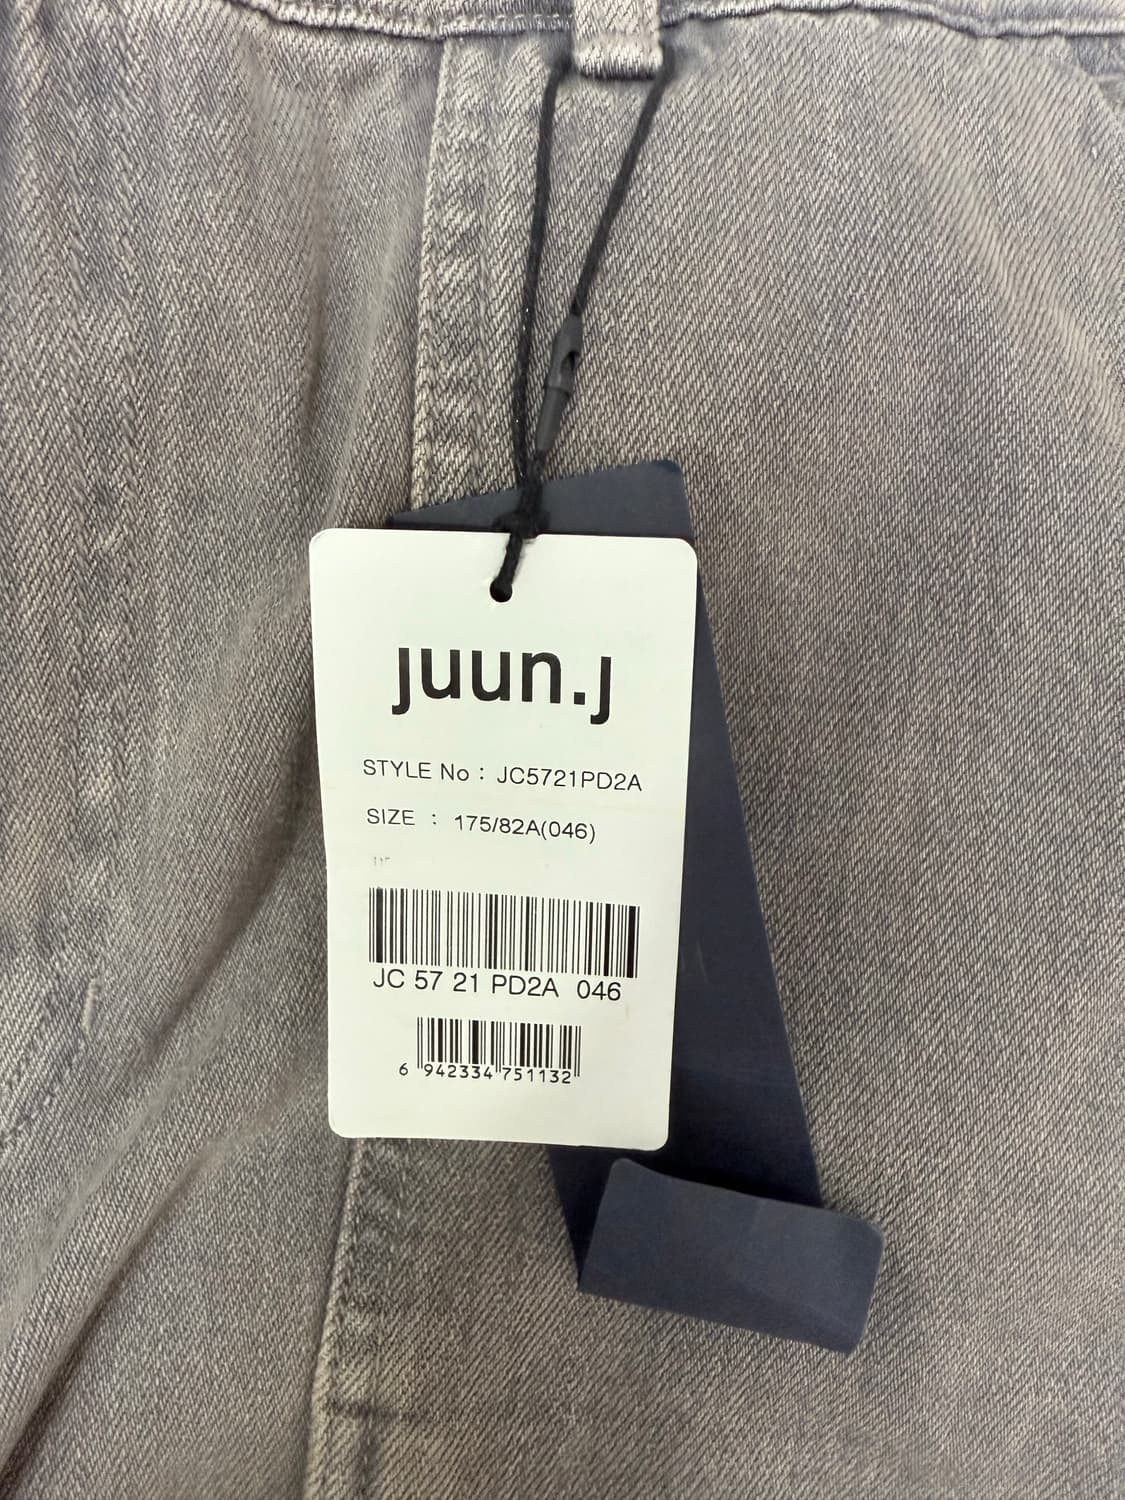 juun.j
STYLE No : JC5721PD2A
SIZE : 175/82A(046)
JC 57 21 PD2A 046
6 942334 751132